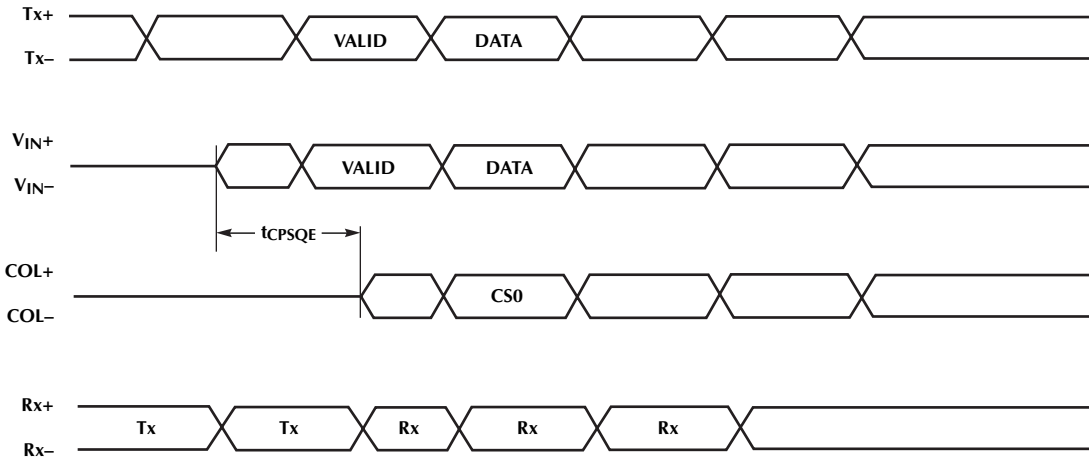 Tx+
VALID DATA
Tx–
VIN+
VALID DATA
VIN–
tCPSQE
COL+
CS0
COL–
Rx+
Tx Tx Rx Rx Rx
Rx–